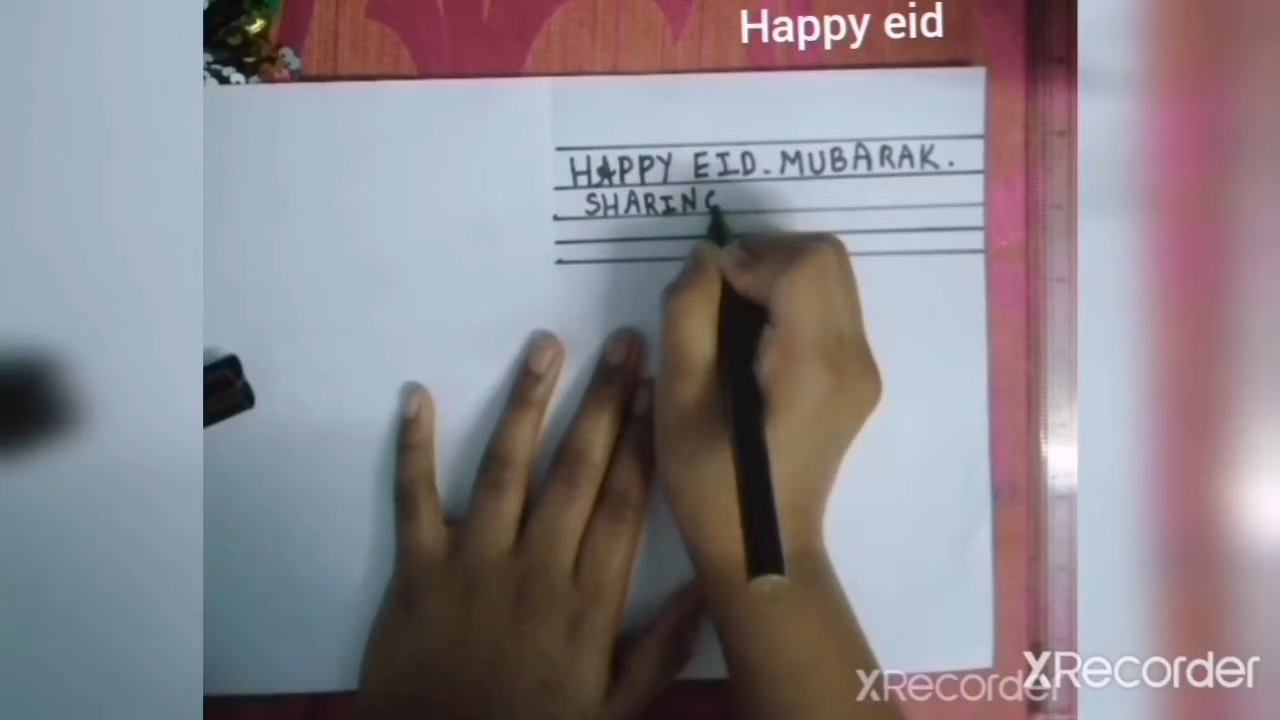 Happy eid
HAPPY EID-MUBARAK.
SHARING
XRecorder
XRecorder